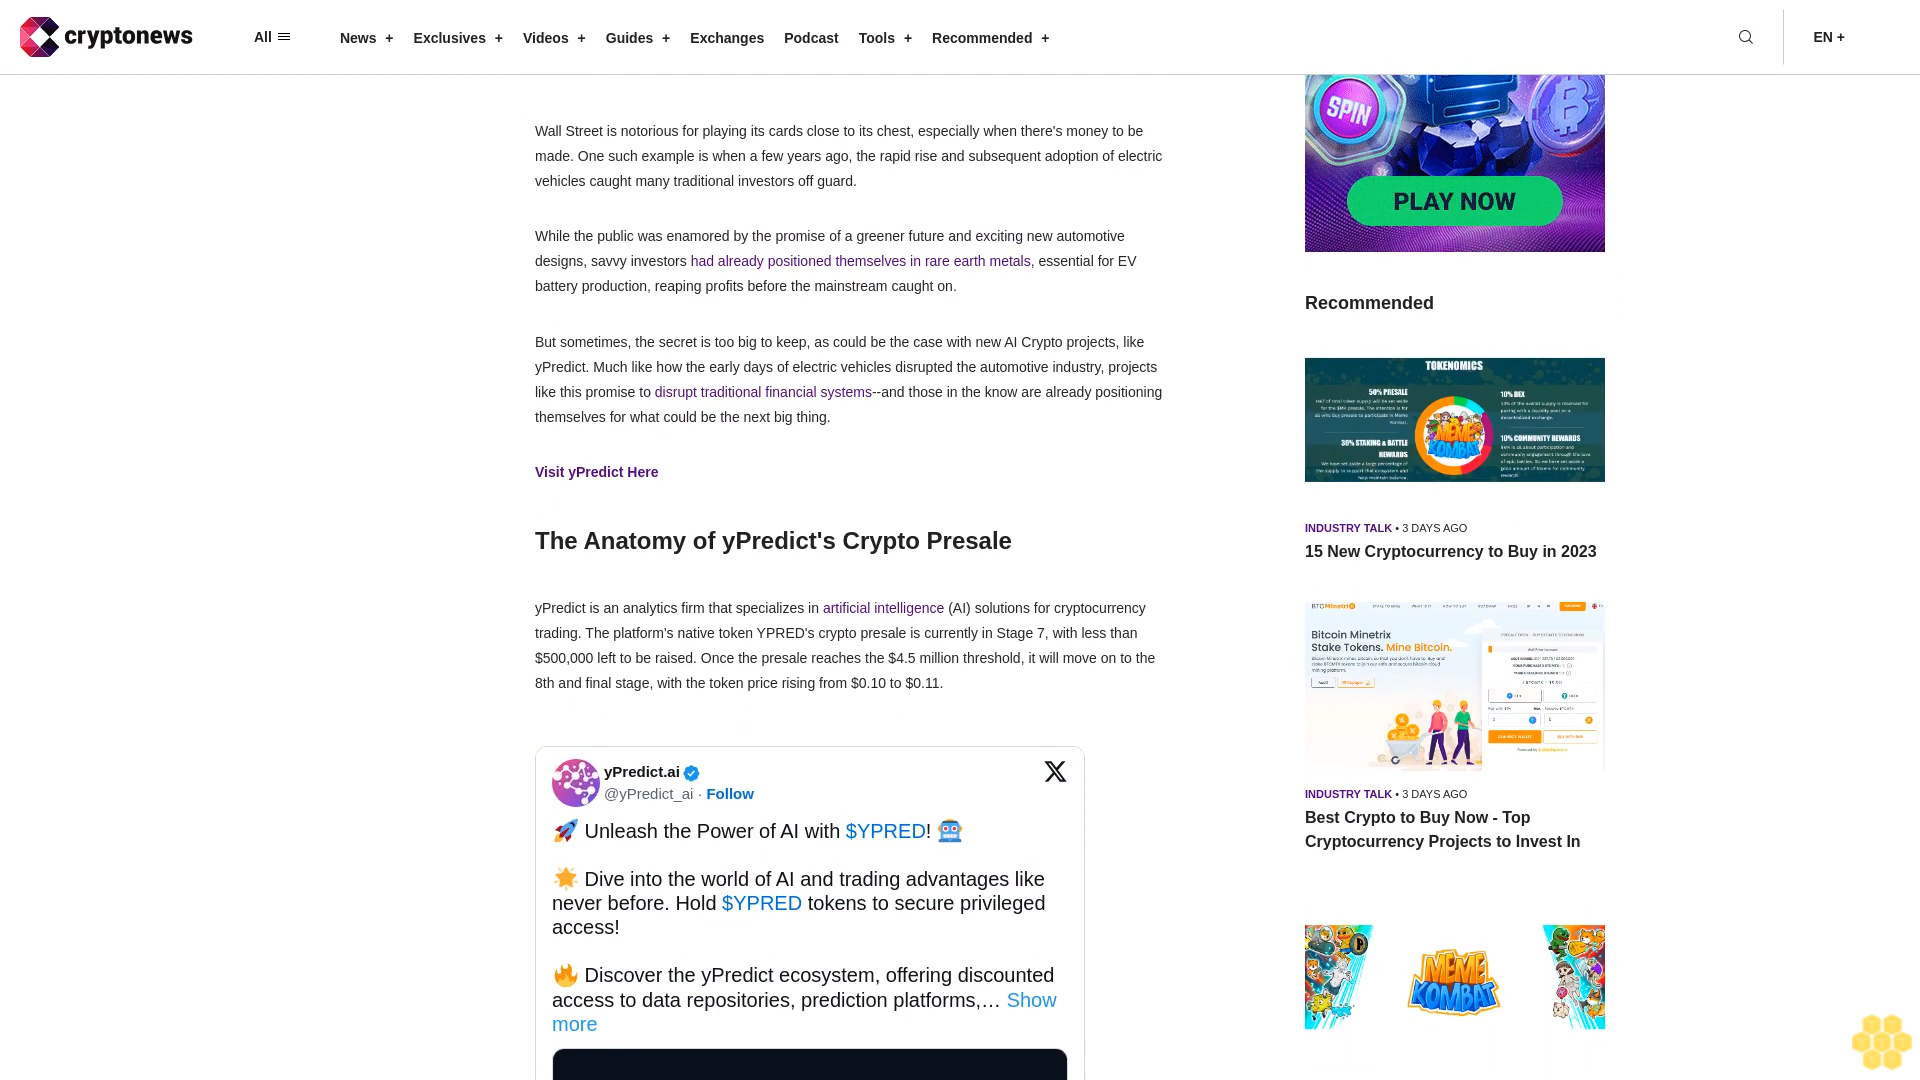 cryptonews
All
News +
Exclusives +
Videos +
Guides +
Exchanges
Podcast
Tools +
Recommended +
EN +
Wall Street is notorious for playing its cards close to its chest, especially when there's money to be
made. One such example is when a few years ago, the rapid rise and subsequent adoption of electric
vehicles caught many traditional investors off guard.
While the public was enamored by the promise of a greener future and exciting new automotive
designs, savvy investors had already positioned themselves in rare earth metals, essential for EV
battery production, reaping profits before the mainstream caught on.
But sometimes, the secret is too big to keep, as could be the case with new AI Crypto projects, like
yPredict. Much like how the early days of electric vehicles disrupted the automotive industry, projects
like this promise to disrupt traditional financial systems--and those in the know are already positioning
themselves for what could be the next big thing.
Visit yPredict Here
The Anatomy of yPredict's Crypto Presale
yPredict is an analytics firm that specializes in artificial intelligence (AI) solutions for cryptocurrency
trading. The platform's native token YPRED's crypto presale is currently in Stage 7, with less than
$500,000 left to be raised. Once the presale reaches the $4.5 million threshold, it will move on to the
8th and final stage, with the token price rising from $0.10 to $0.11.
yPredict.ai
@yPredict_ai · Follow
🚀 Unleash the Power of AI with $YPRED! 🤖
🌟 Dive into the world of AI and trading advantages like
never before. Hold $YPRED tokens to secure privileged
access!
🔥 Discover the yPredict ecosystem, offering discounted
access to data repositories, prediction platforms,… Show
more
SPIN
PLAY NOW
Recommended
TOKENOMICS
50% PRESALE
10% DEX
30% STAKING & BATTLE
REWARDS
10% COMMUNITY REWARDS
MEME
KOMBAT
INDUSTRY TALK • 3 DAYS AGO
15 New Cryptocurrency to Buy in 2023
BTCMinetrix
Bitcoin Minetrix
Stake Tokens. Mine Bitcoin.
INDUSTRY TALK • 3 DAYS AGO
Best Crypto to Buy Now - Top
Cryptocurrency Projects to Invest In
MEME
KOMBAT